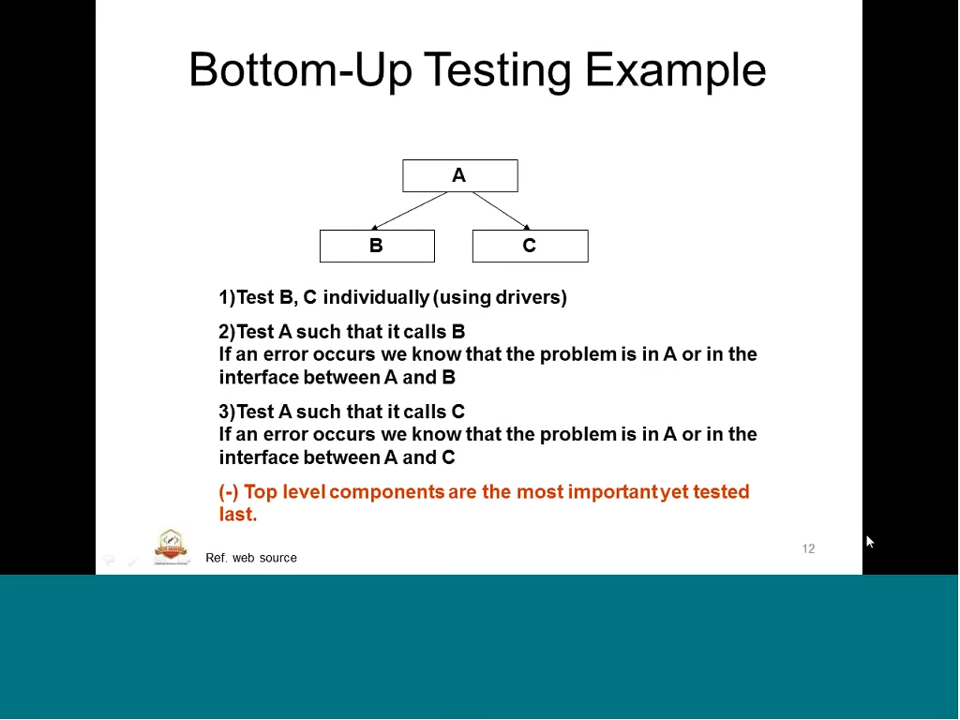 Bottom-Up Testing Example
A
B
C
1)Test B, C individually (using drivers)
2)Test A such that it calls B
If an error occurs we know that the problem is in A or in the
interface between A and B
3)Test A such that it calls C
If an error occurs we know that the problem is in A or in the
interface between A and C
(-) Top level components are the most important yet tested
last.
Ref. web source
12